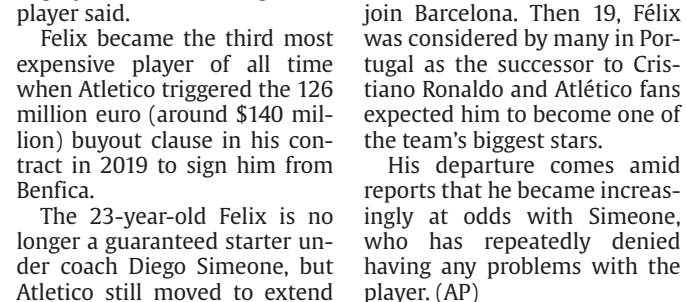 player said.
Felix became the third most
expensive player of all time
when Atletico triggered the 126
million euro (around $140 mil-
lion) buyout clause in his con-
tract in 2019 to sign him from
Benfica.
The 23-year-old Felix is no
longer a guaranteed starter un-
der coach Diego Simeone, but
Atletico still moved to extend
join Barcelona. Then 19, Félix
was considered by many in Por-
tugal as the successor to Cris-
tiano Ronaldo and Atlético fans
expected him to become one of
the team's biggest stars.
His departure comes amid
reports that he became increas-
ingly at odds with Simeone,
who has repeatedly denied
having any problems with the
player. (AP)